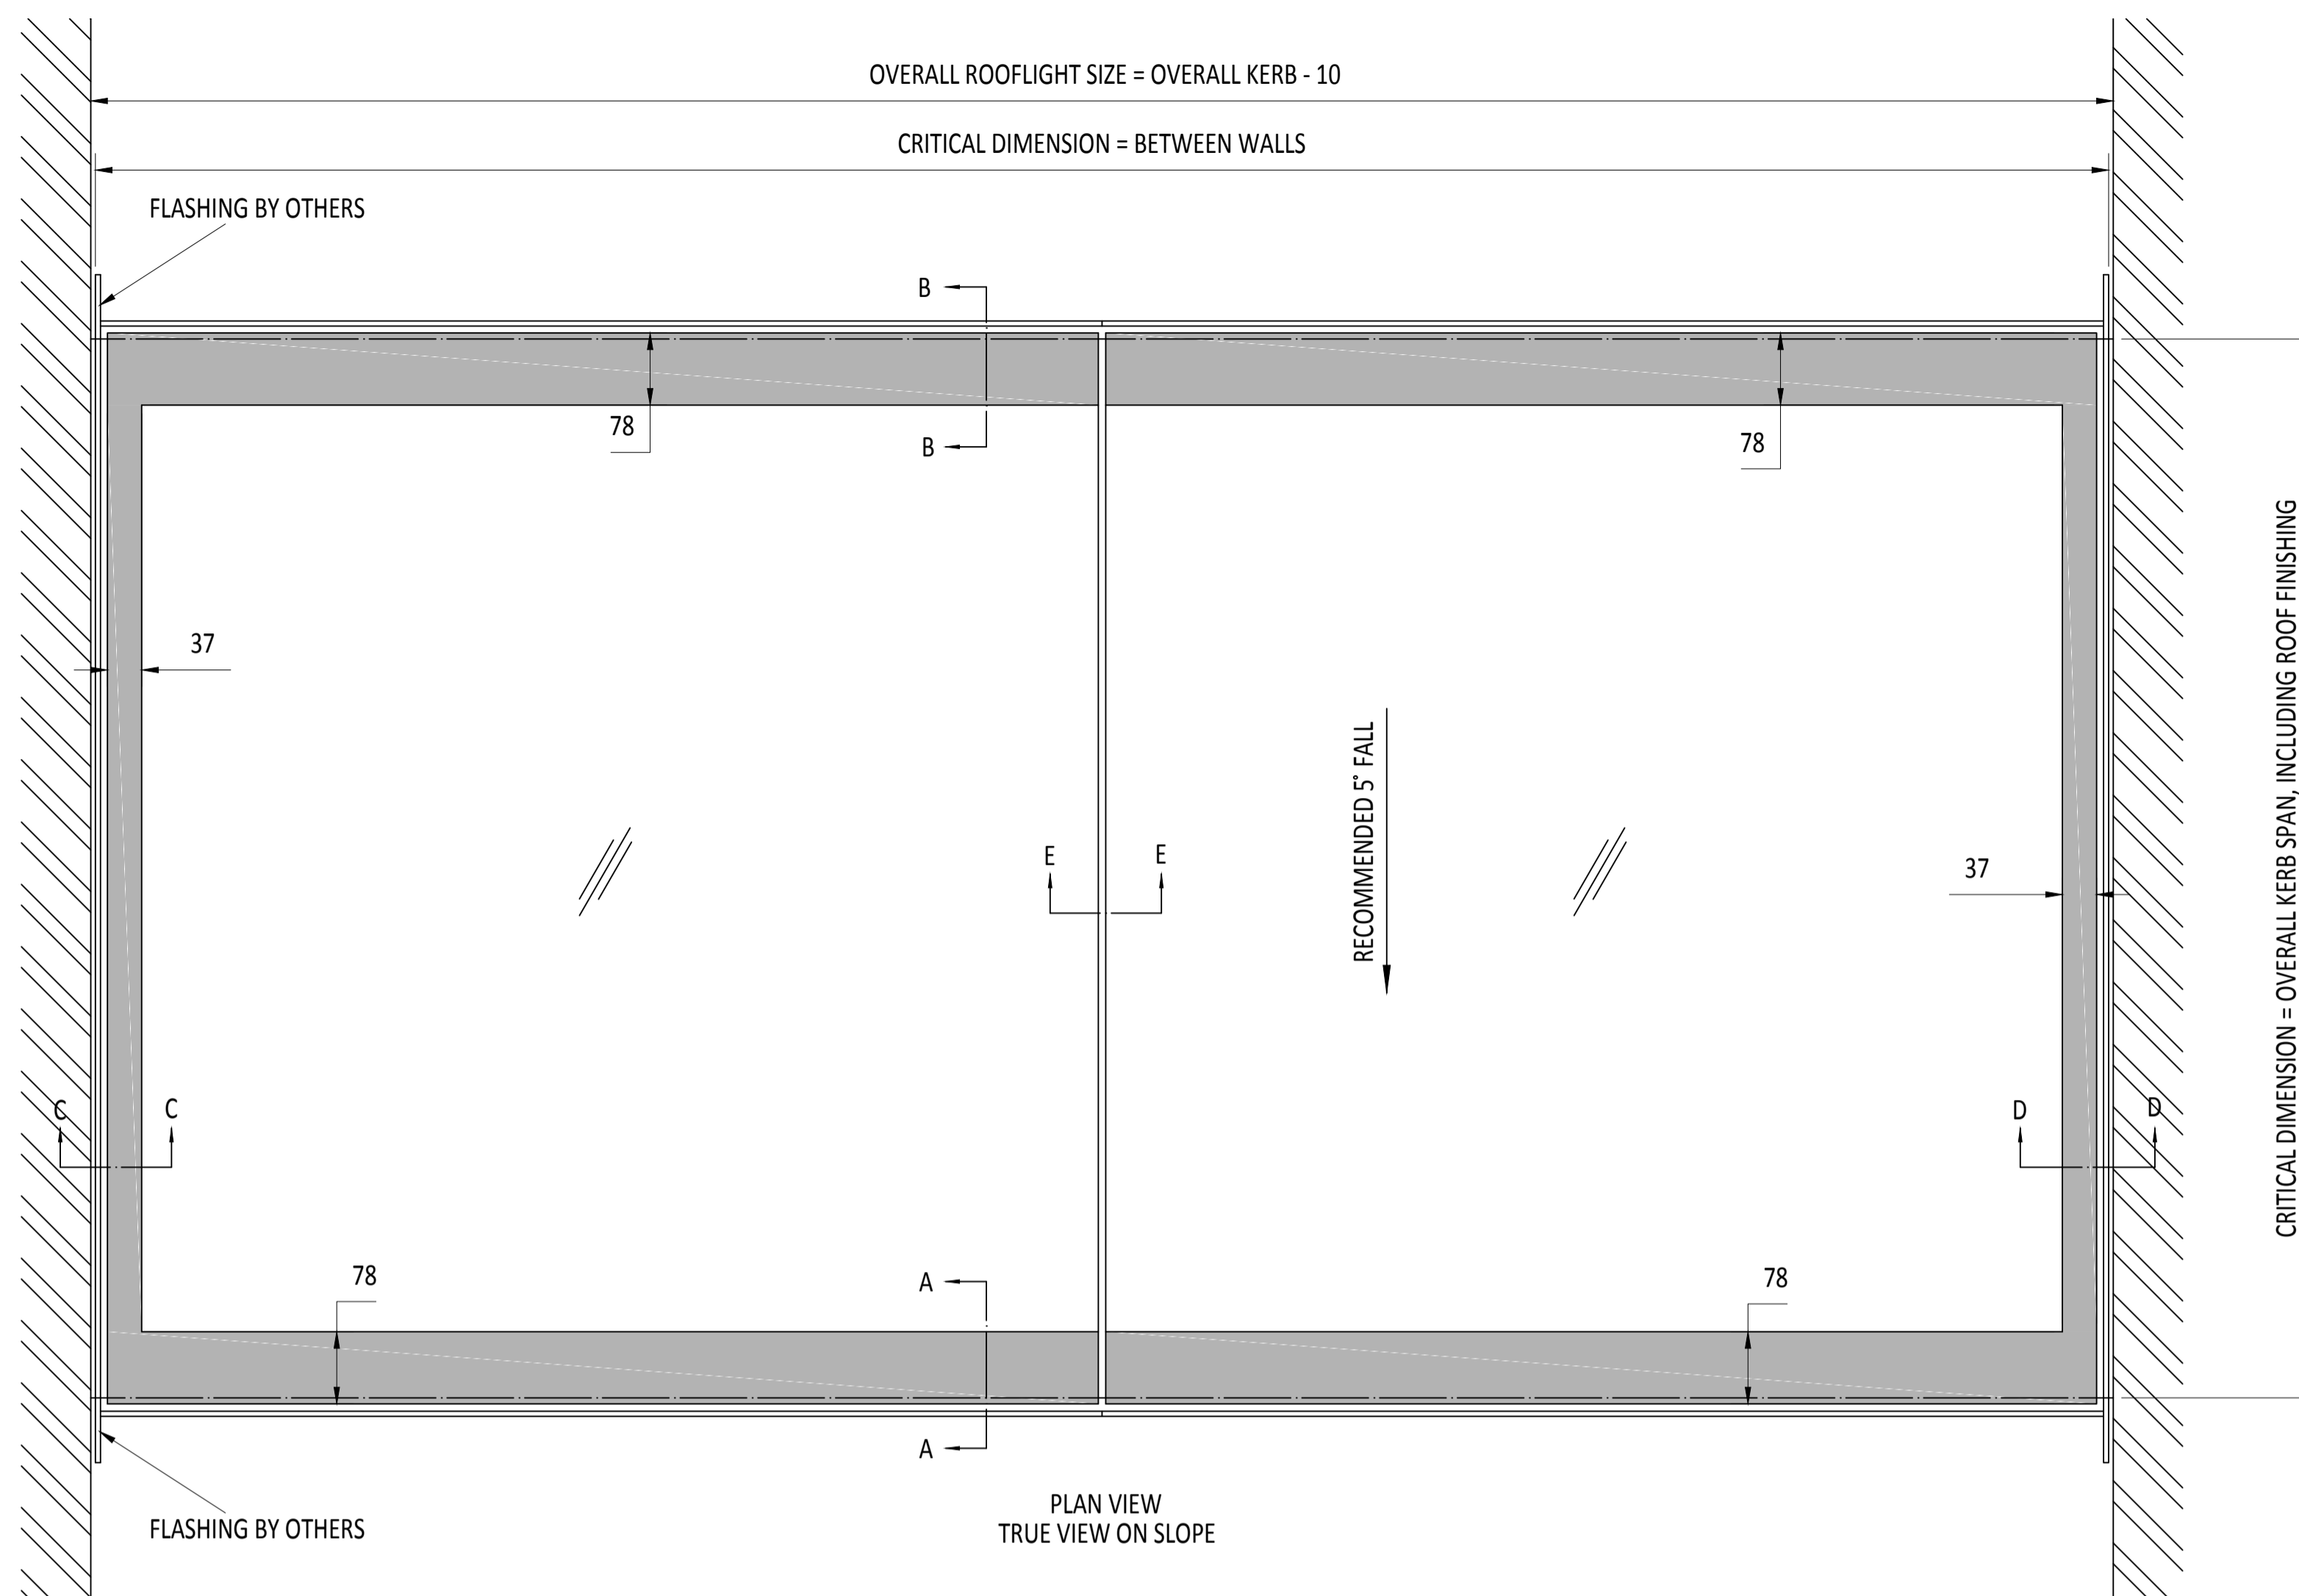 OVERALL ROOFLIGHT SIZE = OVERALL KERB - 10
CRITICAL DIMENSION = BETWEEN WALLS
FLASHING BY OTHERS
B
78
B
78
37
CRITICAL DIMENSION = OVERALL KERB SPAN, INCLUDING ROOF FINISHING
RECOMMENDED 5° FALL
E
E
37
C
C
D
D
78
A
78
A
PLAN VIEW
TRUE VIEW ON SLOPE
FLASHING BY OTHERS